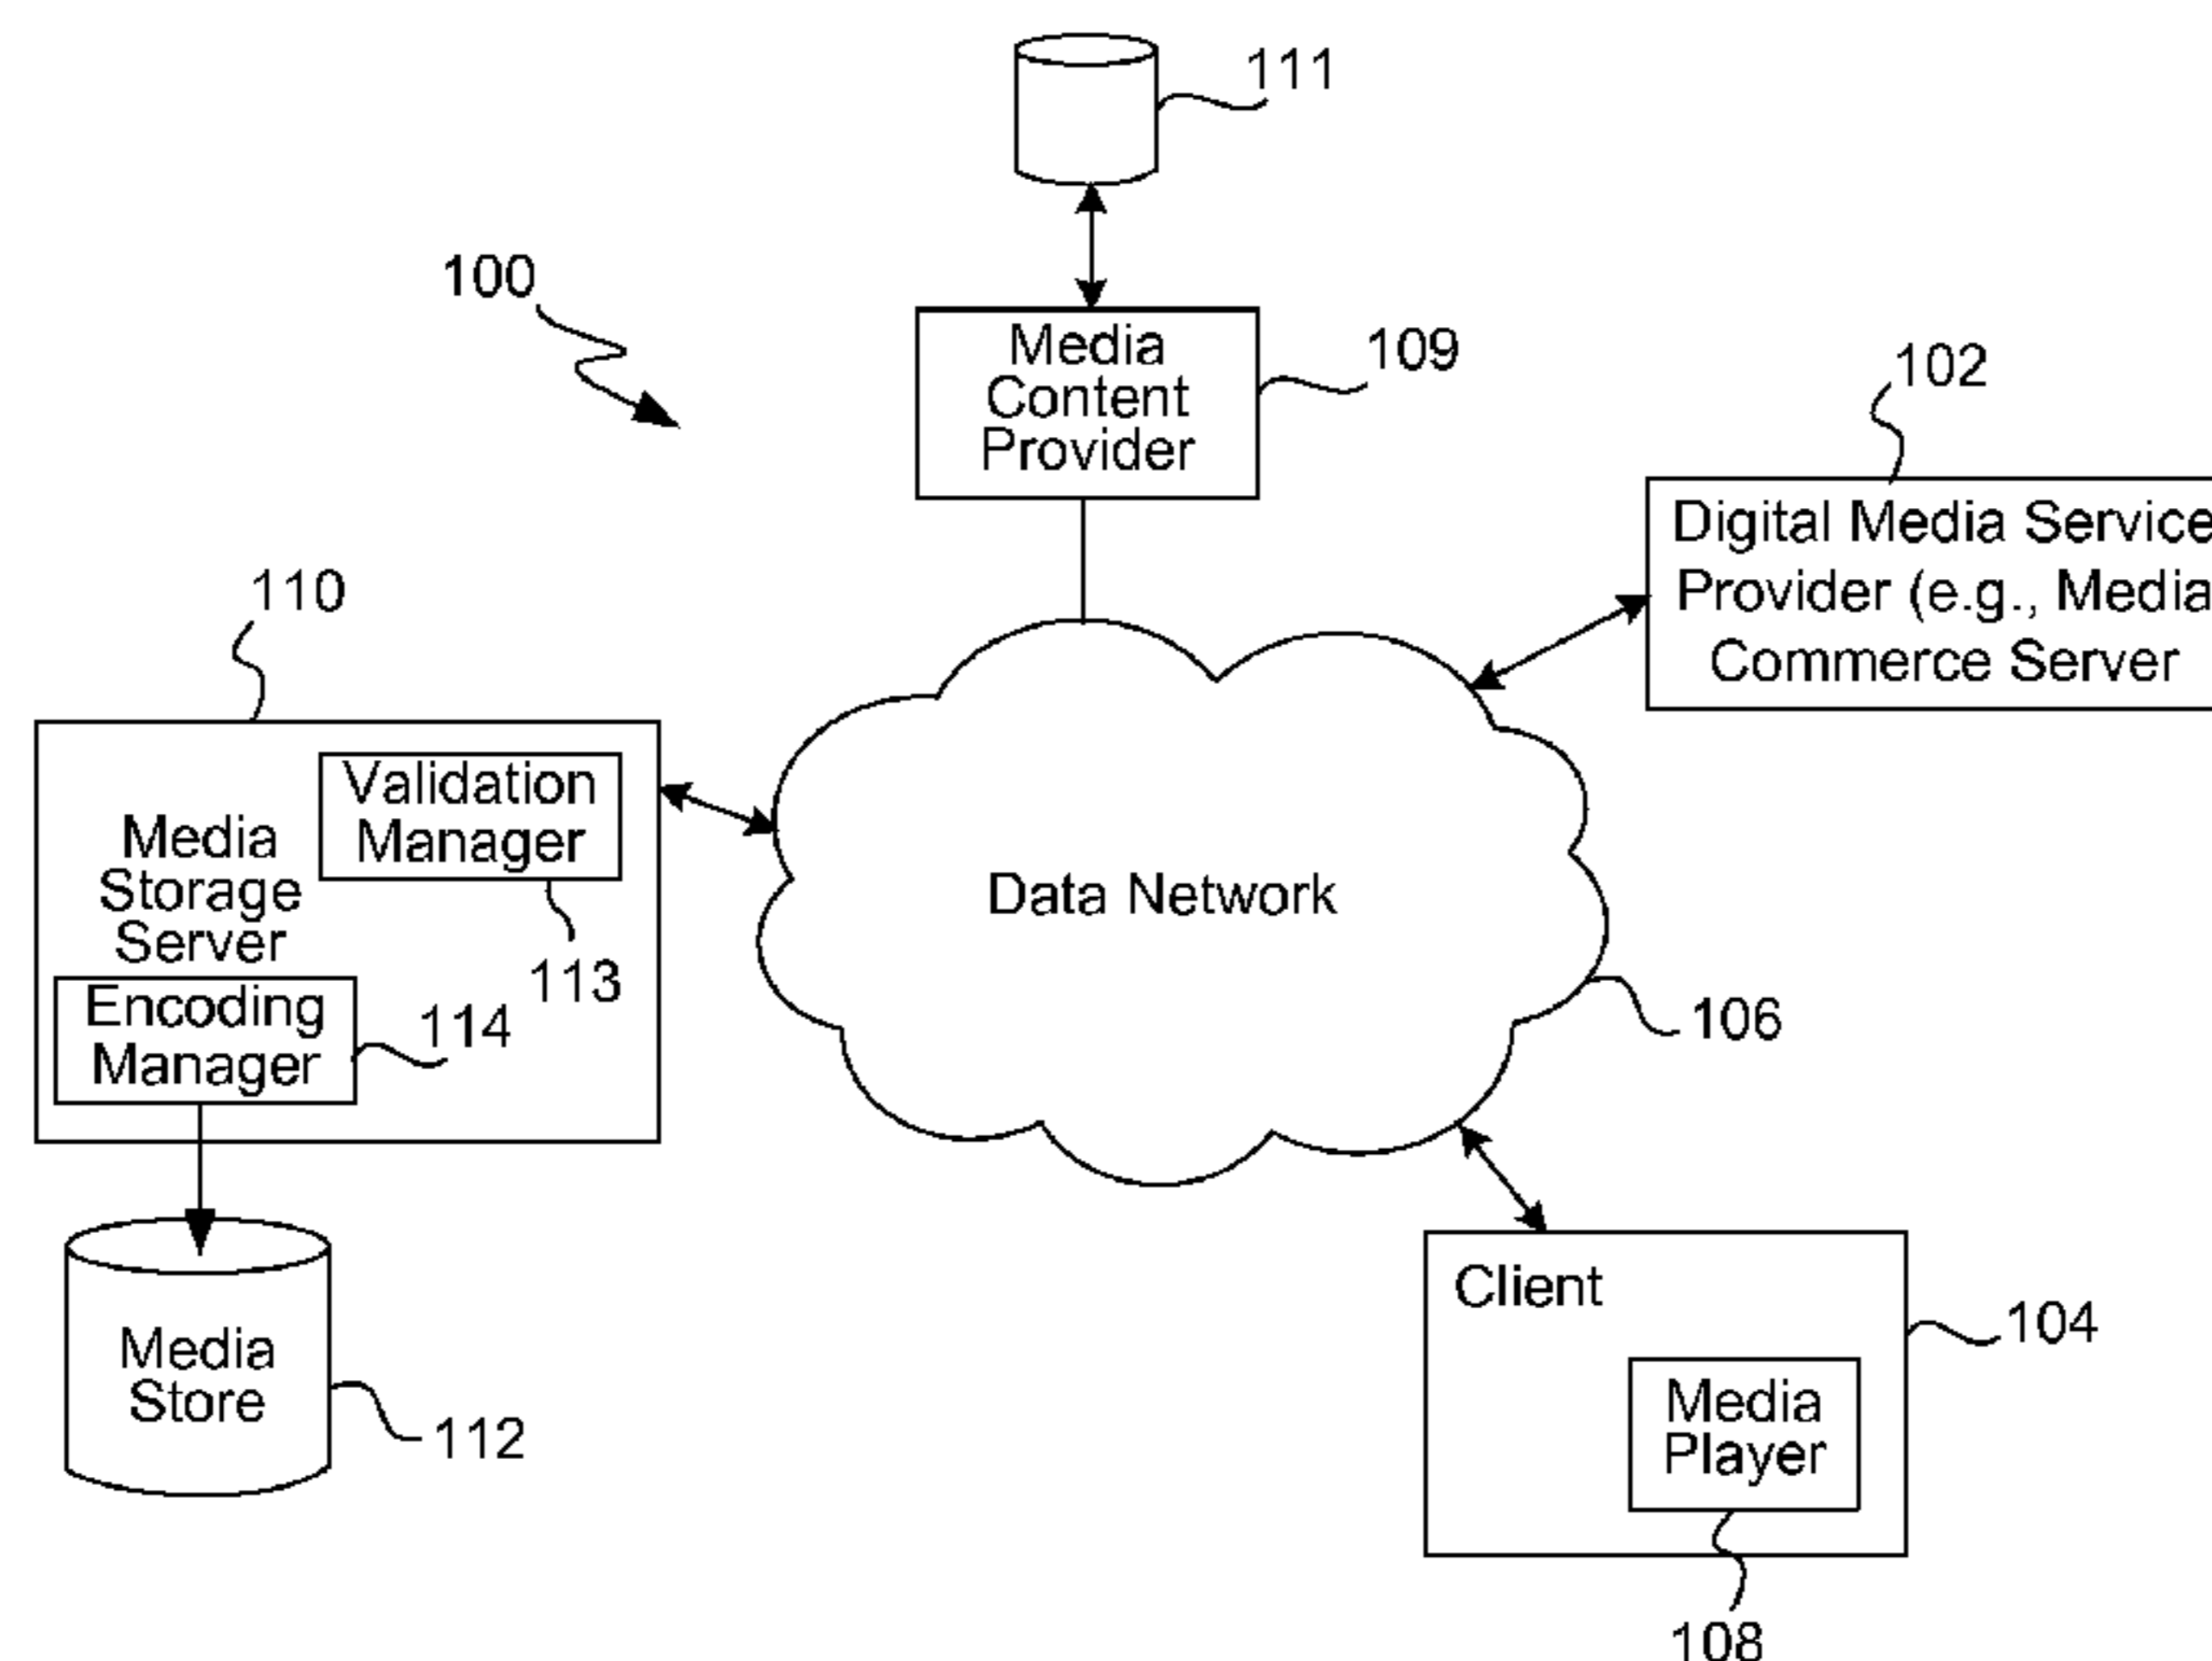 111
100
Media
Content
Provider
109
102
Digital Media Service
Provider (e.g., Media
Commerce Server
110
Validation
Manager
Media
Storage
Server
113
Encoding
Manager
114
Data Network
106
Media
Store
112
Client
104
Media
Player
108